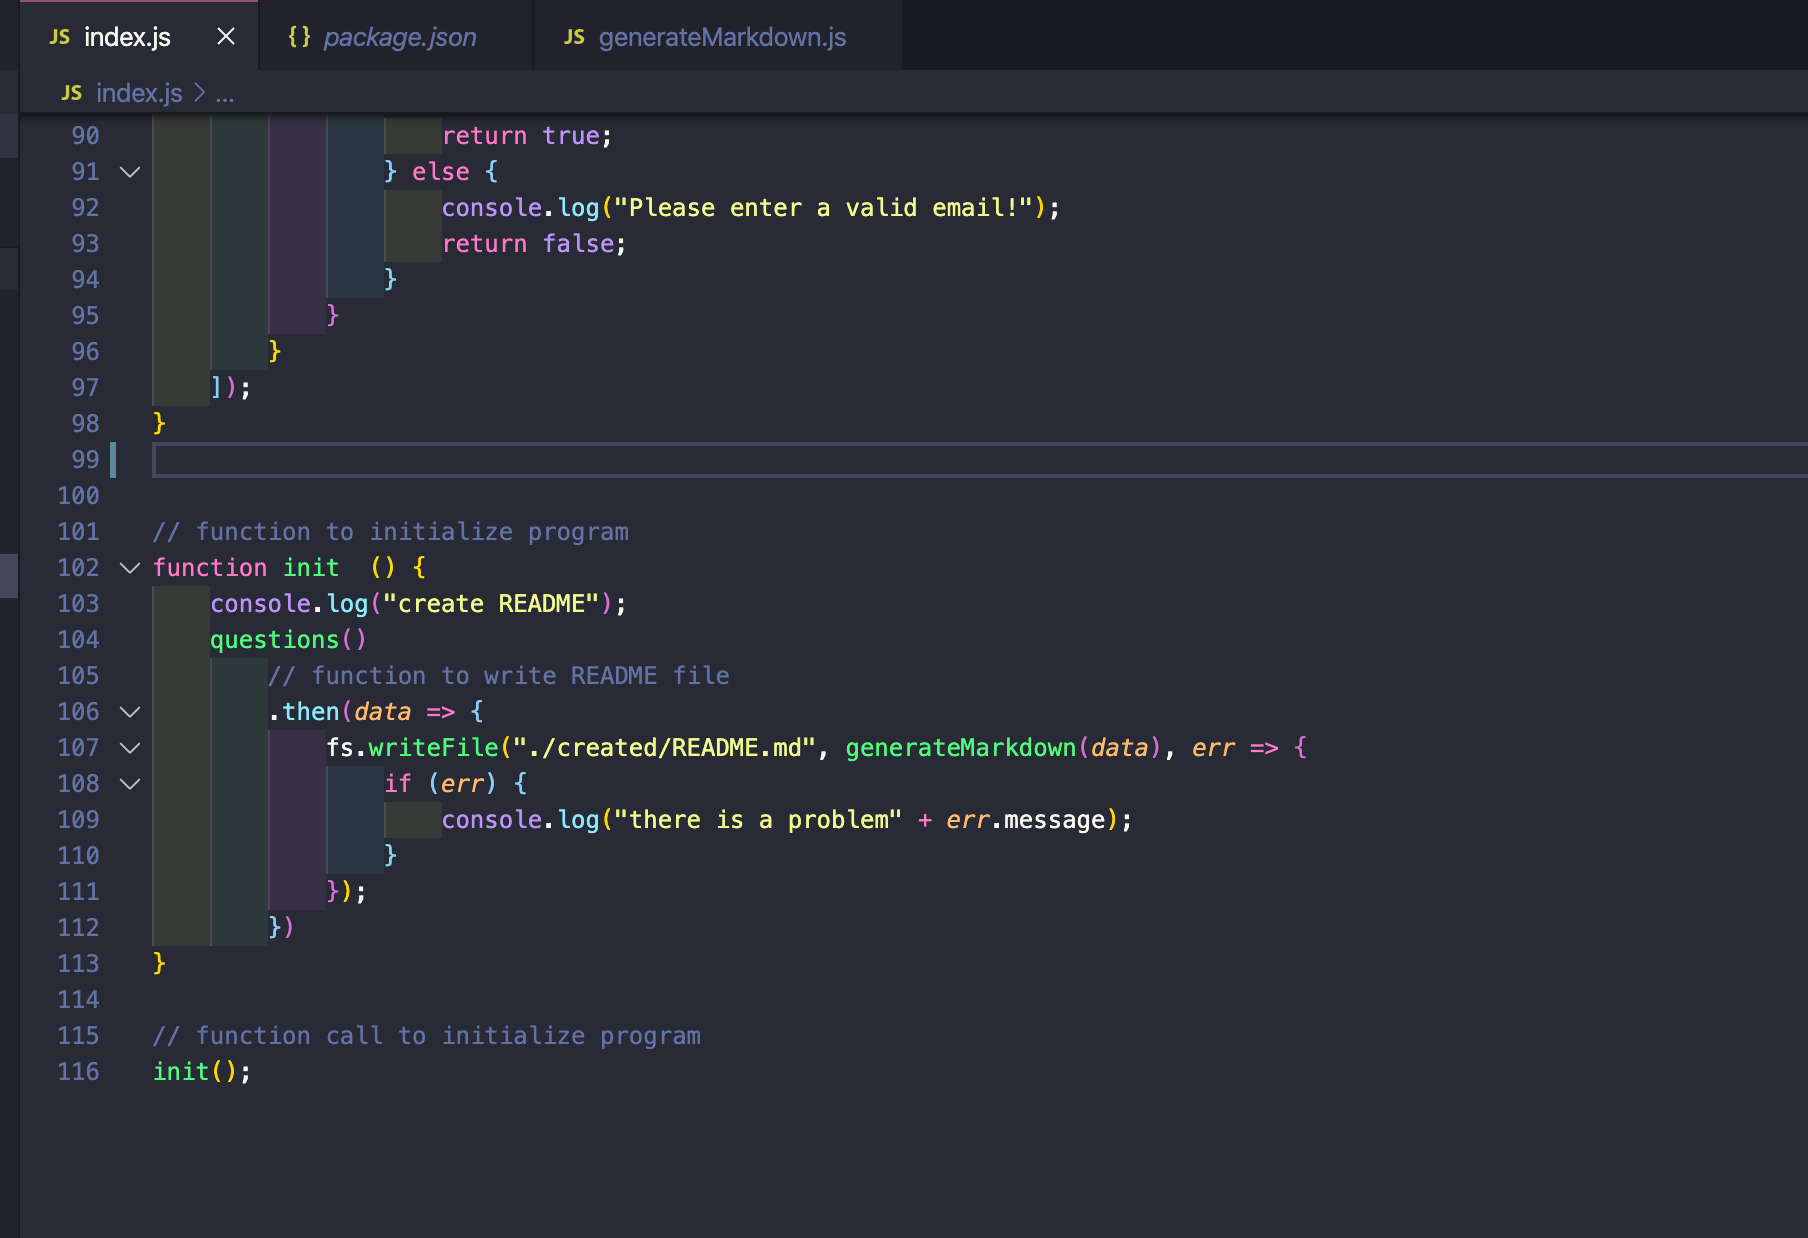 JS index.js × {} package.json JS generateMarkdown.js
JS index.js > ...
90 return true;
91 } else {
92 console.log("Please enter a valid email!");
93 return false;
94 }
95 }
96 }
97 ]);
98 }
99
100
101 // function to initialize program
102 function init  () {
103 console.log("create README");
104 questions()
105 // function to write README file
106 .then(data => {
107 fs.writeFile("./created/README.md", generateMarkdown(data), err => {
108 if (err) {
109 console.log("there is a problem" + err.message);
110 }
111 });
112 })
113 }
114
115 // function call to initialize program
116 init();